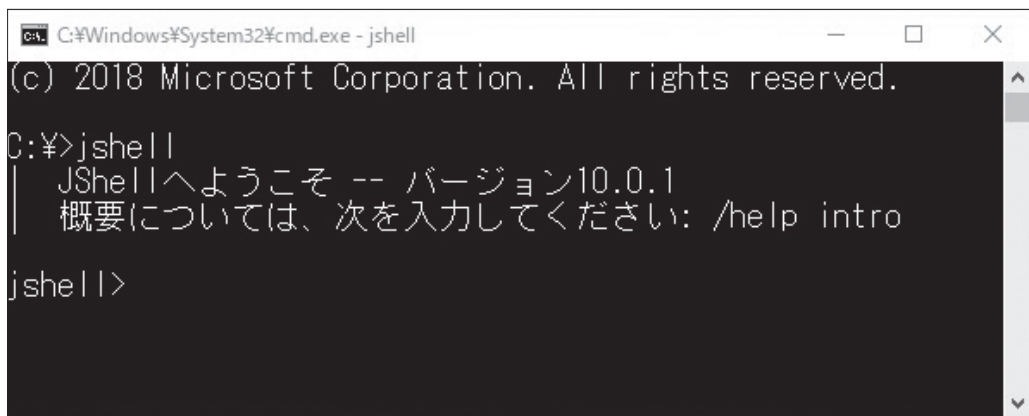 C:¥Windows¥System32¥cmd.exe - jshell
(c) 2018 Microsoft Corporation. All rights reserved.
C:¥>jshell
|  JShellへようこそ -- バージョン10.0.1
|  概要については、次を入力してください: /help intro
jshell>